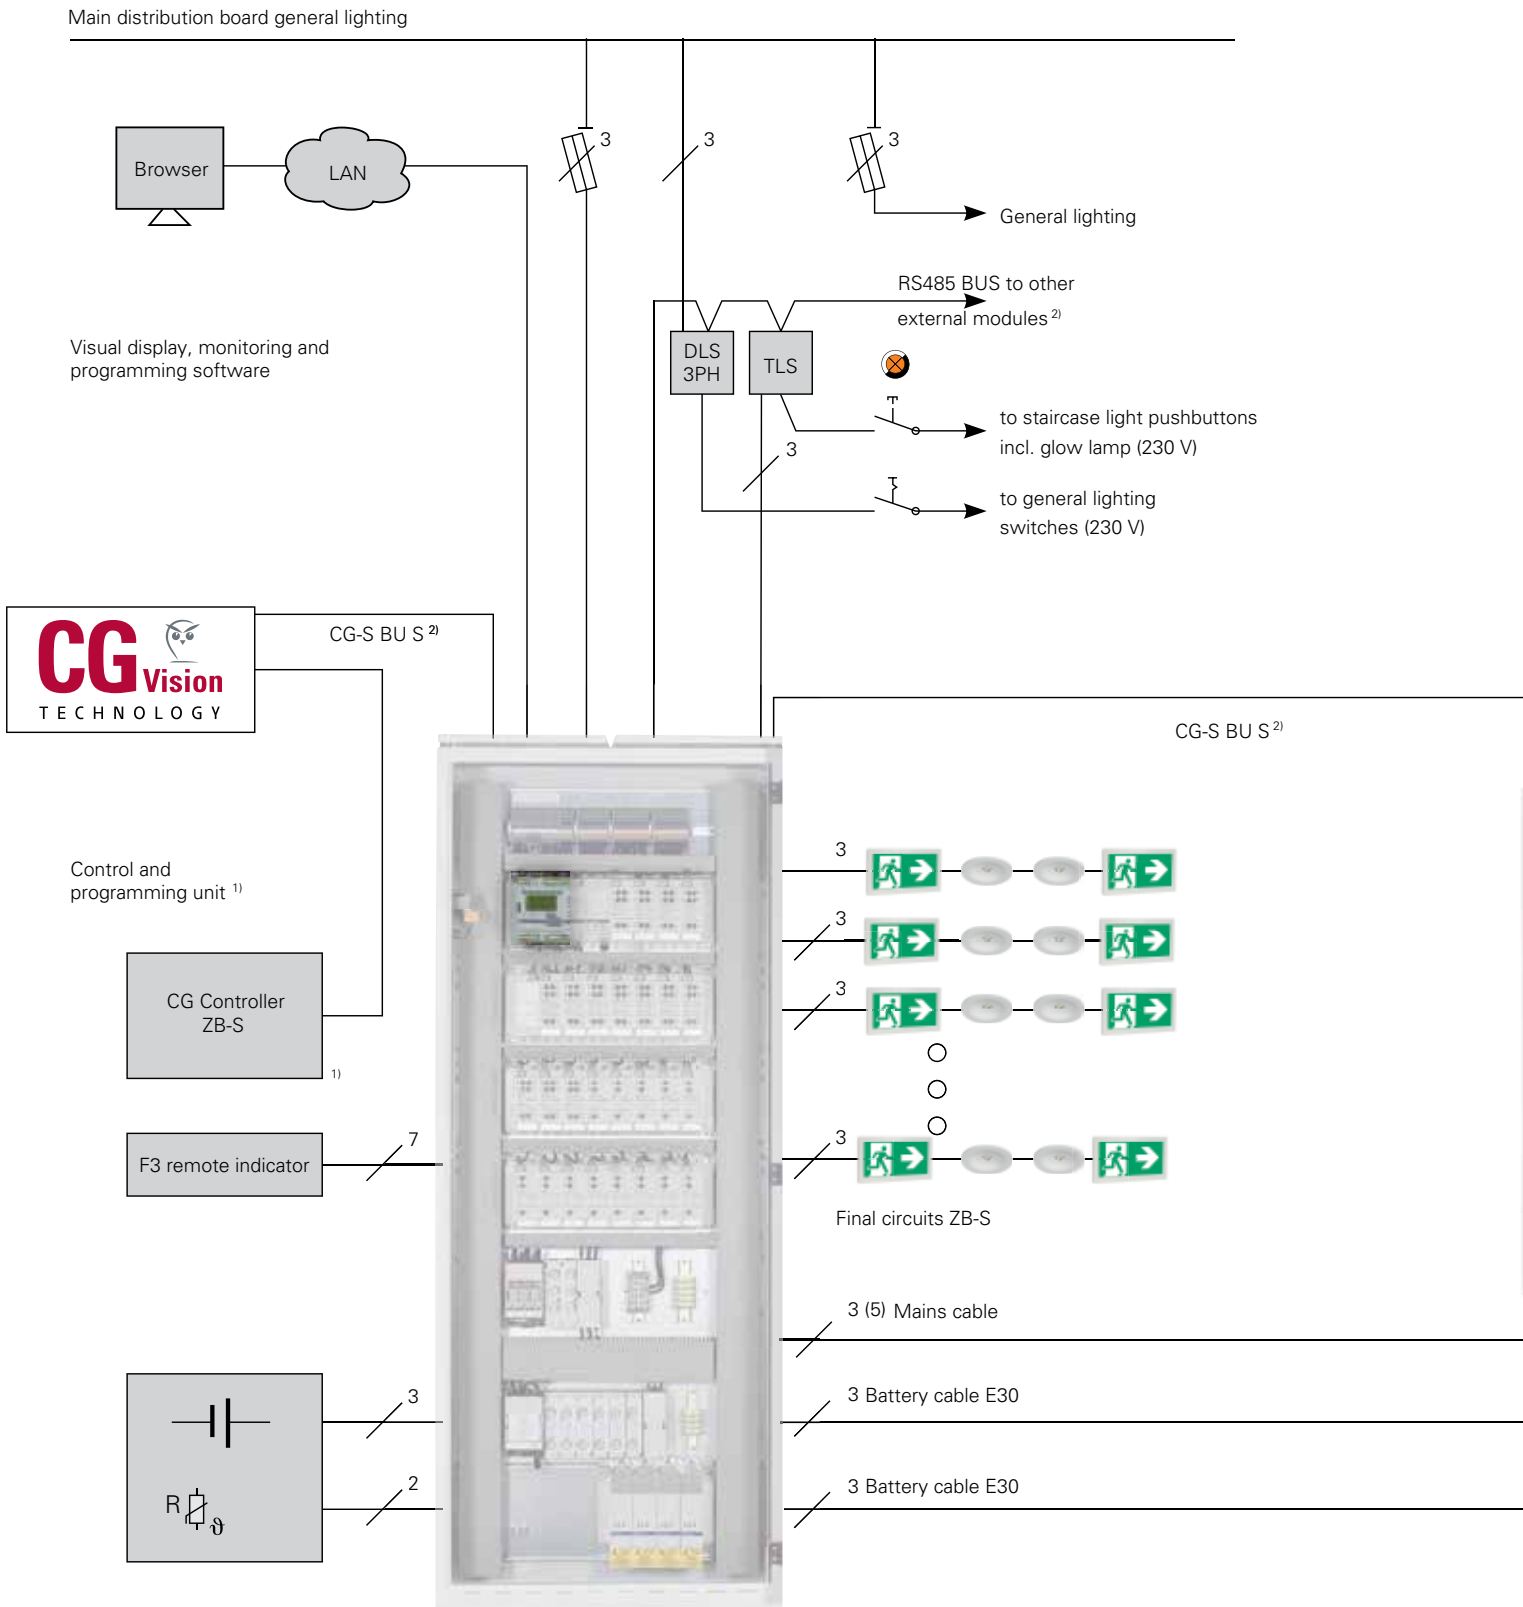 Main distribution board general lighting
3
3
3
Browser
LAN
General lighting
RS485 BUS to other
external modules 2)
Visual display, monitoring and
programming software
DLS
3PH
TLS
to staircase light pushbuttons
incl. glow lamp (230 V)
3
to general lighting
switches (230 V)
CG
Vision
TECHNOLOGY
CG-S BU S 2)
CG-S BU S 2)
Control and
programming unit 1)
3
3
3
CG Controller
ZB-S
1)
F3 remote indicator
7
3
Final circuits ZB-S
3 (5) Mains cable
3
3 Battery cable E30
R
ϑ
2
3 Battery cable E30